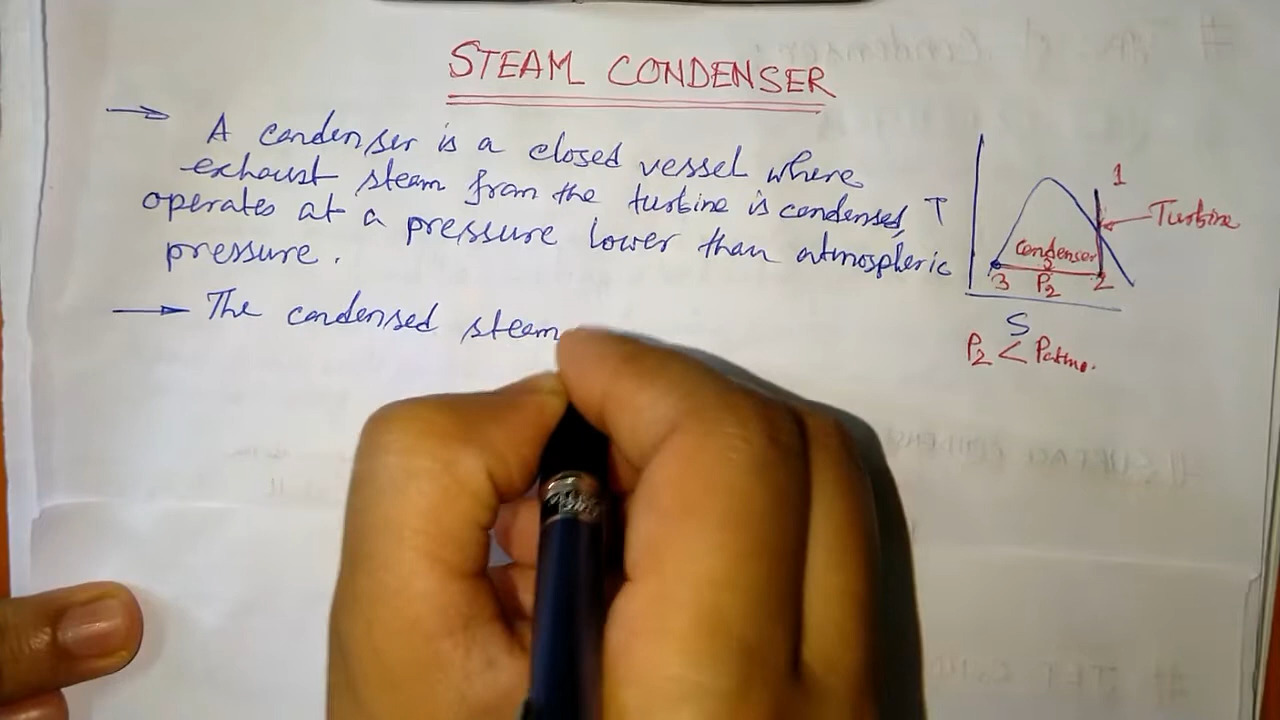 STEAM CONDENSER
A condenser is a closed vessel where
exhaust steam from the turbine is condensed,
operates at a pressure lower than atmospheric
pressure.
The condensed steam
T
1
Turbine
Condenser
3
P2
2
S
P2 < Patmo.